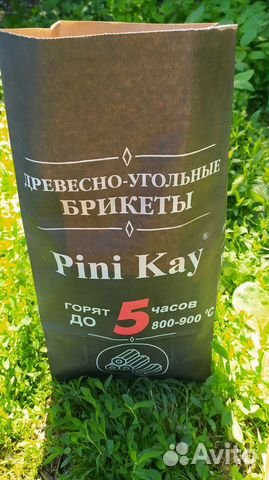 ДРЕВЕСНО-УГОЛЬНЫЕ
БРИКЕТЫ
Pini Kay®
ГОРЯТ ДО 5 ЧАСОВ
800-900 °C
Avito